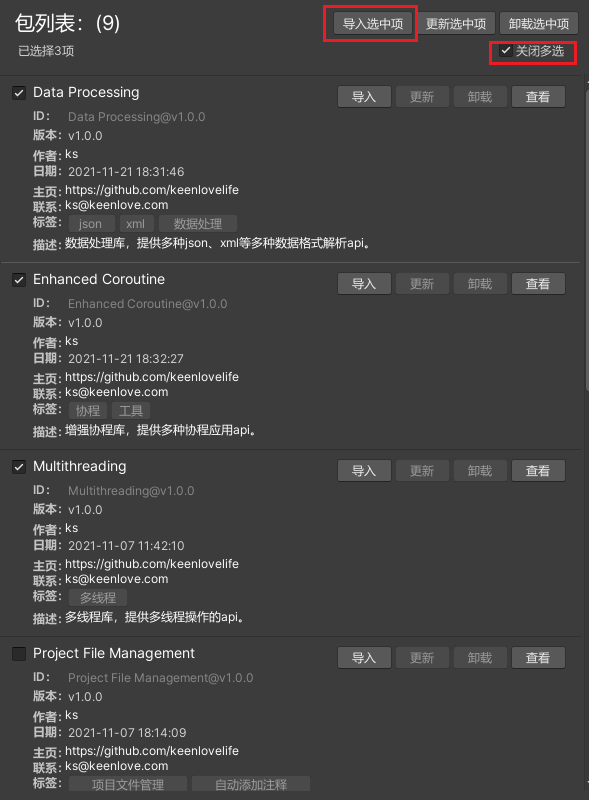 包列表：(9) 导入选中项 更新选中项 卸载选中项
已选择3项 关闭多选
Data Processing 导入 更新 卸载 查看
ID： Data Processing@v1.0.0
版本：v1.0.0
作者：ks
日期：2021-11-21 18:31:46
主页：https://github.com/keenlovelife
联系：ks@keenlove.com
标签：json xml 数据处理
描述：数据处理库，提供多种json、xml等多种数据格式解析api。
Enhanced Coroutine 导入 更新 卸载 查看
ID： Enhanced Coroutine@v1.0.0
版本：v1.0.0
作者：ks
日期：2021-11-21 18:32:27
主页：https://github.com/keenlovelife
联系：ks@keenlove.com
标签：协程 工具
描述：增强协程库，提供多种协程应用api。
Multithreading 导入 更新 卸载 查看
ID： Multithreading@v1.0.0
版本：v1.0.0
作者：ks
日期：2021-11-07 11:42:10
主页：https://github.com/keenlovelife
联系：ks@keenlove.com
标签：多线程
描述：多线程库，提供多线程操作的api。
Project File Management 导入 更新 卸载 查看
ID： Project File Management@v1.0.0
版本：v1.0.0
作者：ks
日期：2021-11-07 18:14:09
主页：https://github.com/keenlovelife
联系：ks@keenlove.com
标签：项目文件管理 自动添加注释